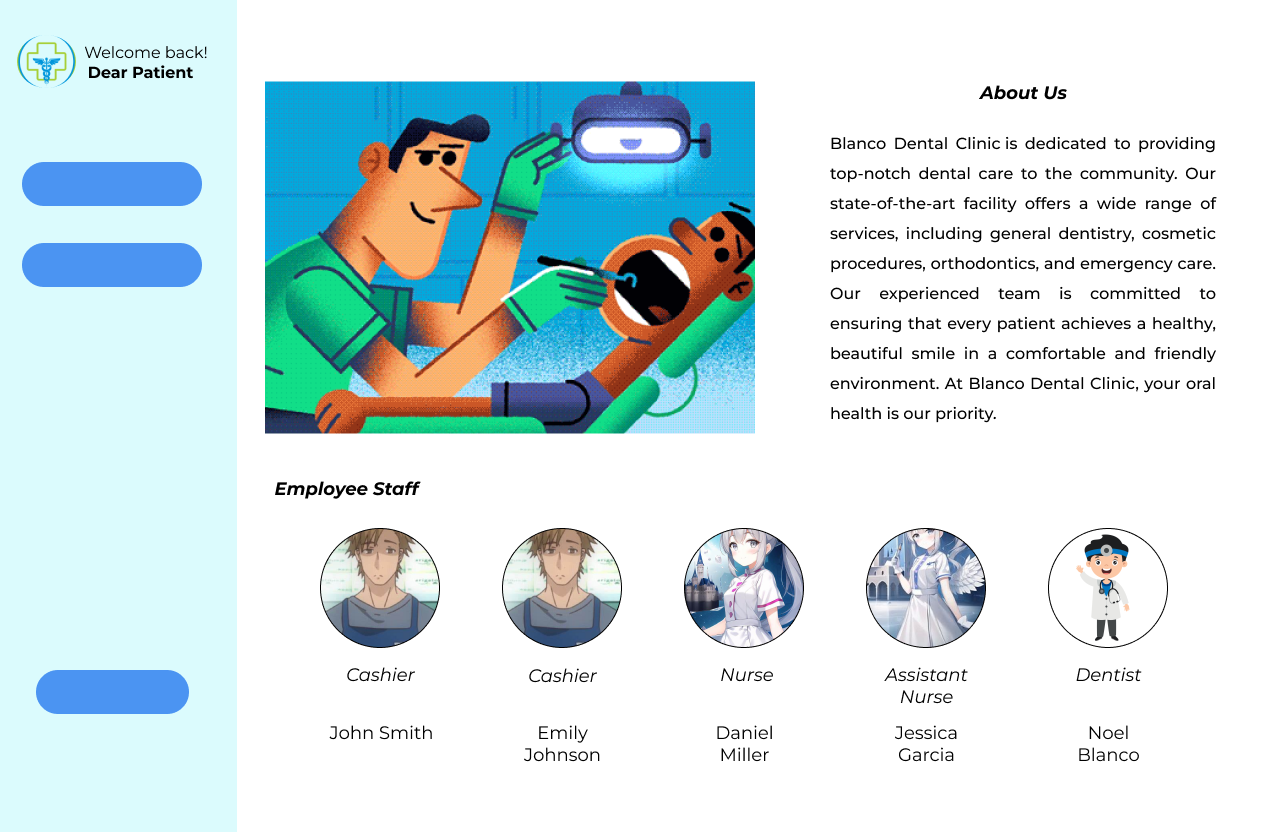 Welcome back!
Dear Patient
About Us
Blanco Dental Clinic is dedicated to providing
top-notch dental care to the community. Our
state-of-the-art facility offers a wide range of
services, including general dentistry, cosmetic
procedures, orthodontics, and emergency care.
Our experienced team is committed to
ensuring that every patient achieves a healthy,
beautiful smile in a comfortable and friendly
environment. At Blanco Dental Clinic, your oral
health is our priority.
Employee Staff
Cashier
John Smith
Cashier
Emily
Johnson
Nurse
Daniel
Miller
Assistant
Nurse
Jessica
Garcia
Dentist
Noel
Blanco